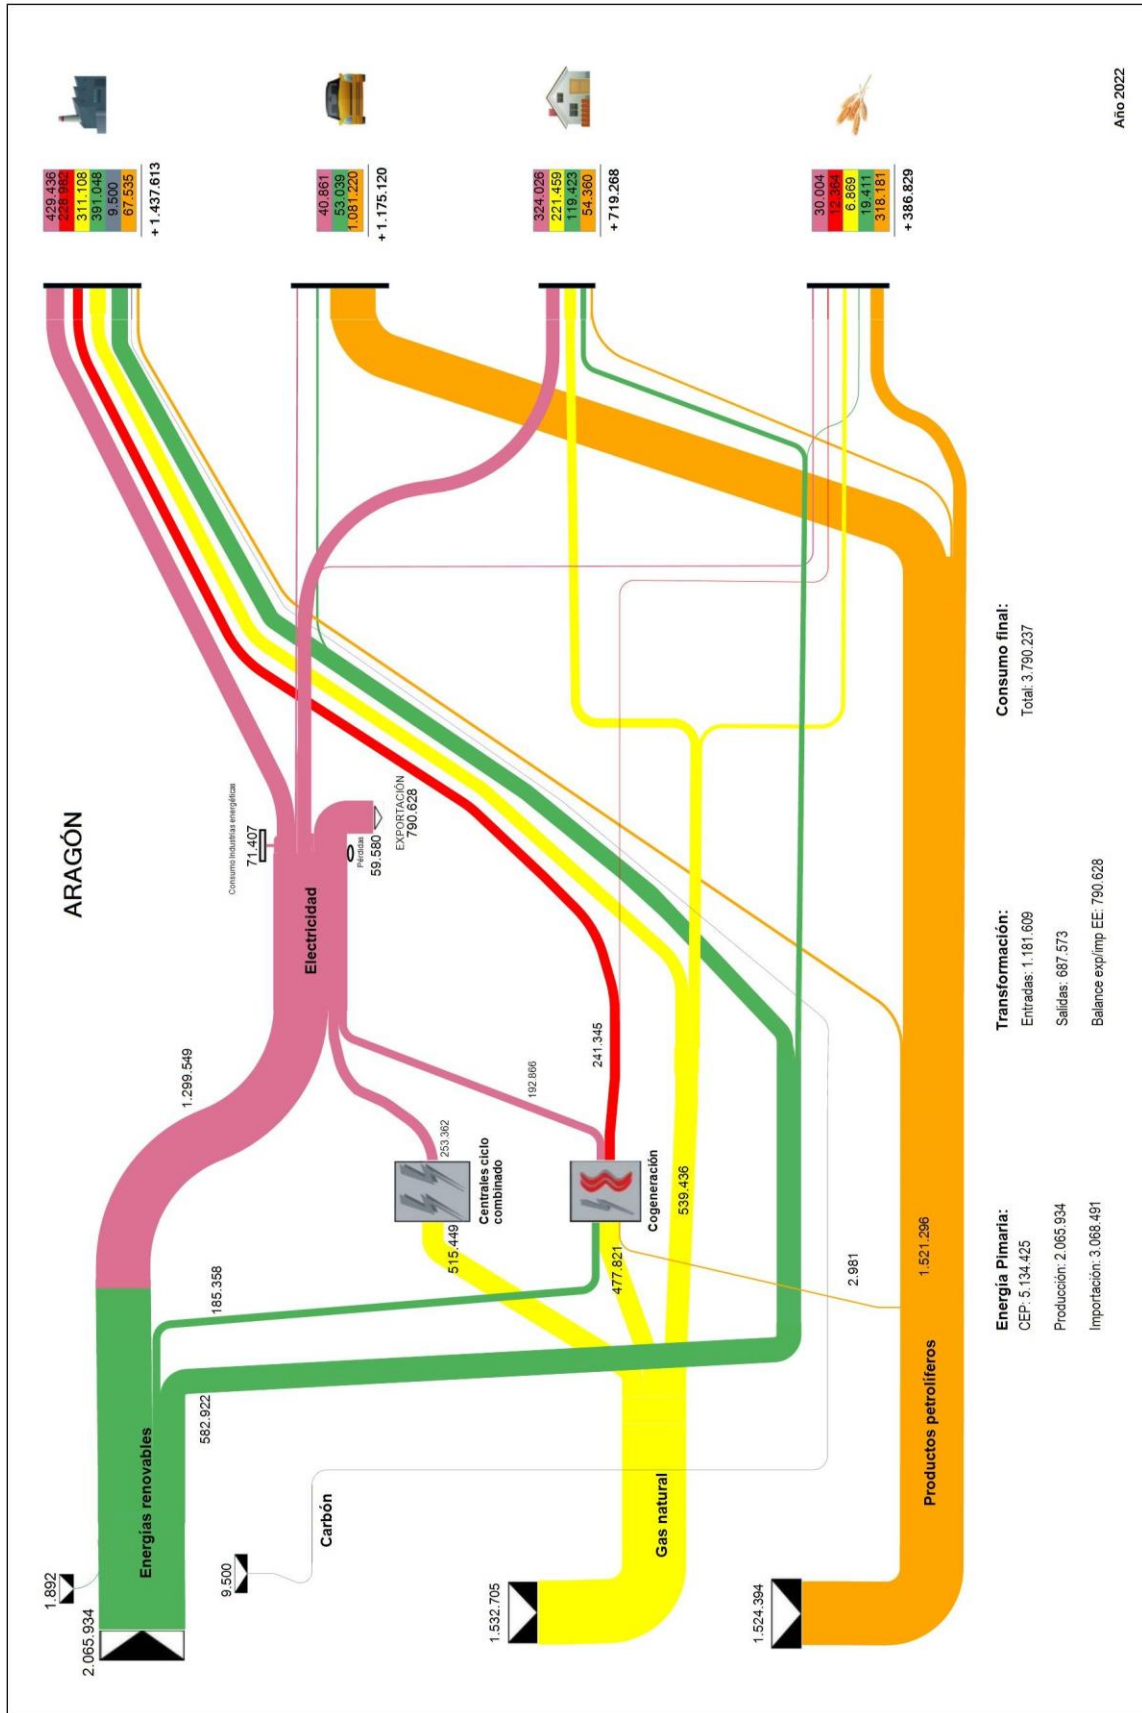 ARAGÓN
Año 2022
1.892
2.065.934
Energías renovables
582.922
185.358
1.299.549
9.500
Carbón
1.532.705
Gas natural
515.449
477.821
539.436
1.524.394
Productos petrolíferos
1.521.296
2.981
Centrales ciclo
combinado
253.362
Cogeneración
192.866
241.345
Electricidad
Consumo industrias energéticas
71.407
Pérdidas
59.580
EXPORTACIÓN
790.628
429.436
228.982
311.108
391.048
9.500
67.535
+ 1.437.613
40.861
53.039
1.081.220
+ 1.175.120
324.026
221.459
119.423
54.360
+ 719.268
30.004
12.364
6.869
19.411
318.181
+ 386.829
Energía Pimaria:
CEP: 5.134.425
Producción: 2.065.934
Importación: 3.068.491
Transformación:
Entradas: 1.181.609
Salidas: 687.573
Balance exp/imp EE: 790.628
Consumo final:
Total: 3.790.237